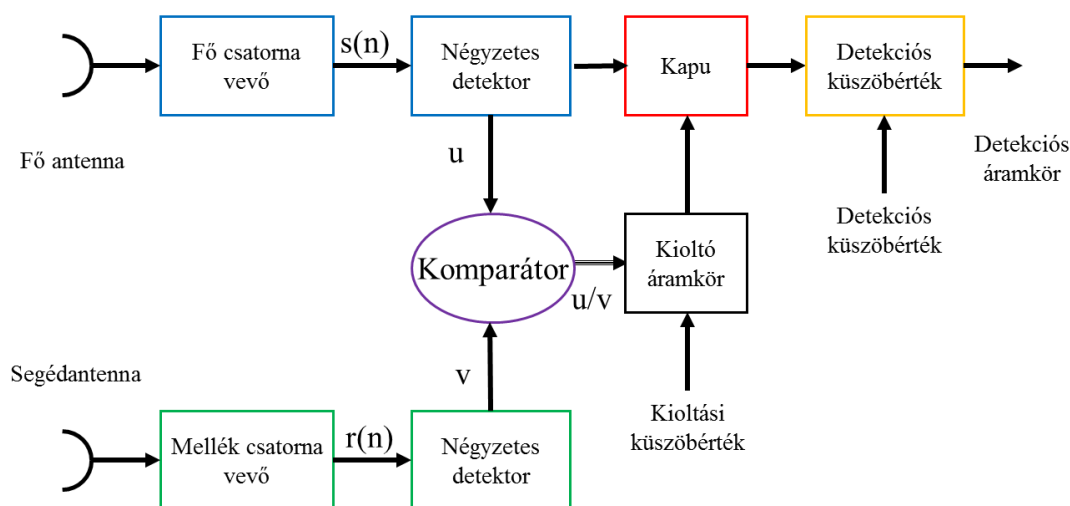 Fő csatorna
vevő
s(n)
Négyzetes
detektor
Kapu
Detekciós
küszöbérték
Fő antenna
u
Detekciós
áramkör
Detekciós
küszöbérték
Komparátor
u/v
Kioltó
áramkör
Segédantenna
v
Kioltási
küszöbérték
Mellék csatorna
vevő
r(n)
Négyzetes
detektor